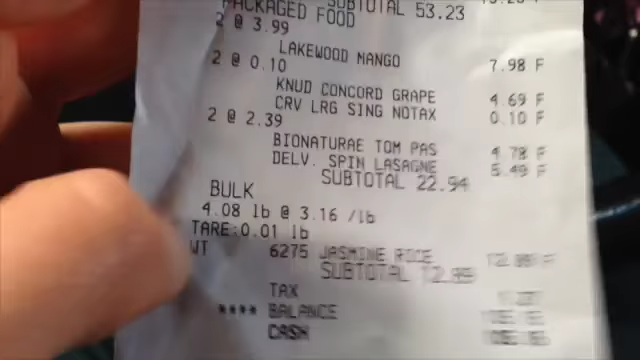 SUBTOTAL 53.23
PACKAGED FOOD
2 @ 3.99
LAKEWOOD MANGO 7.98 F
2 @ 0.10
KNUD CONCORD GRAPE 4.69 F
CRV LRG SING NOTAX 0.10 F
2 @ 2.39
BIONATURAE TOM PAS 4.78 F
DELV. SPIN LASAGNE 5.49 F
SUBTOTAL 22.94
BULK
4.08 lb @ 3.16 /lb
TARE:0.01 lb
WT 6275 JASMINE RICE F
SUBTOTAL
TAX
**** BALANCE
CASH